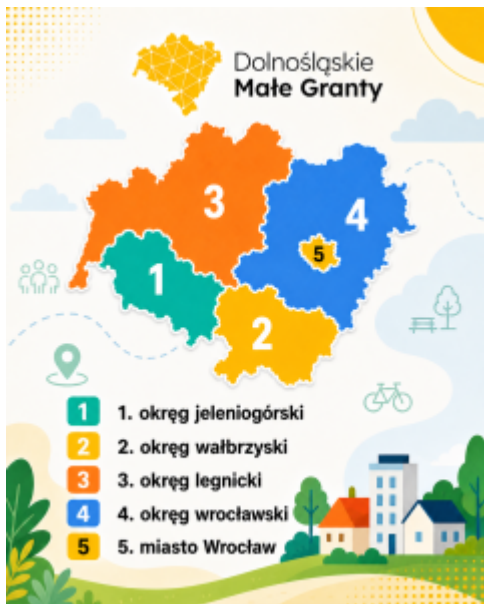 Dolnośląskie
Małe Granty
3
4
5
1
2
1 1. okręg jeleniogórski
2 2. okręg wałbrzyski
3 3. okręg legnicki
4 4. okręg wrocławski
5 5. miasto Wrocław